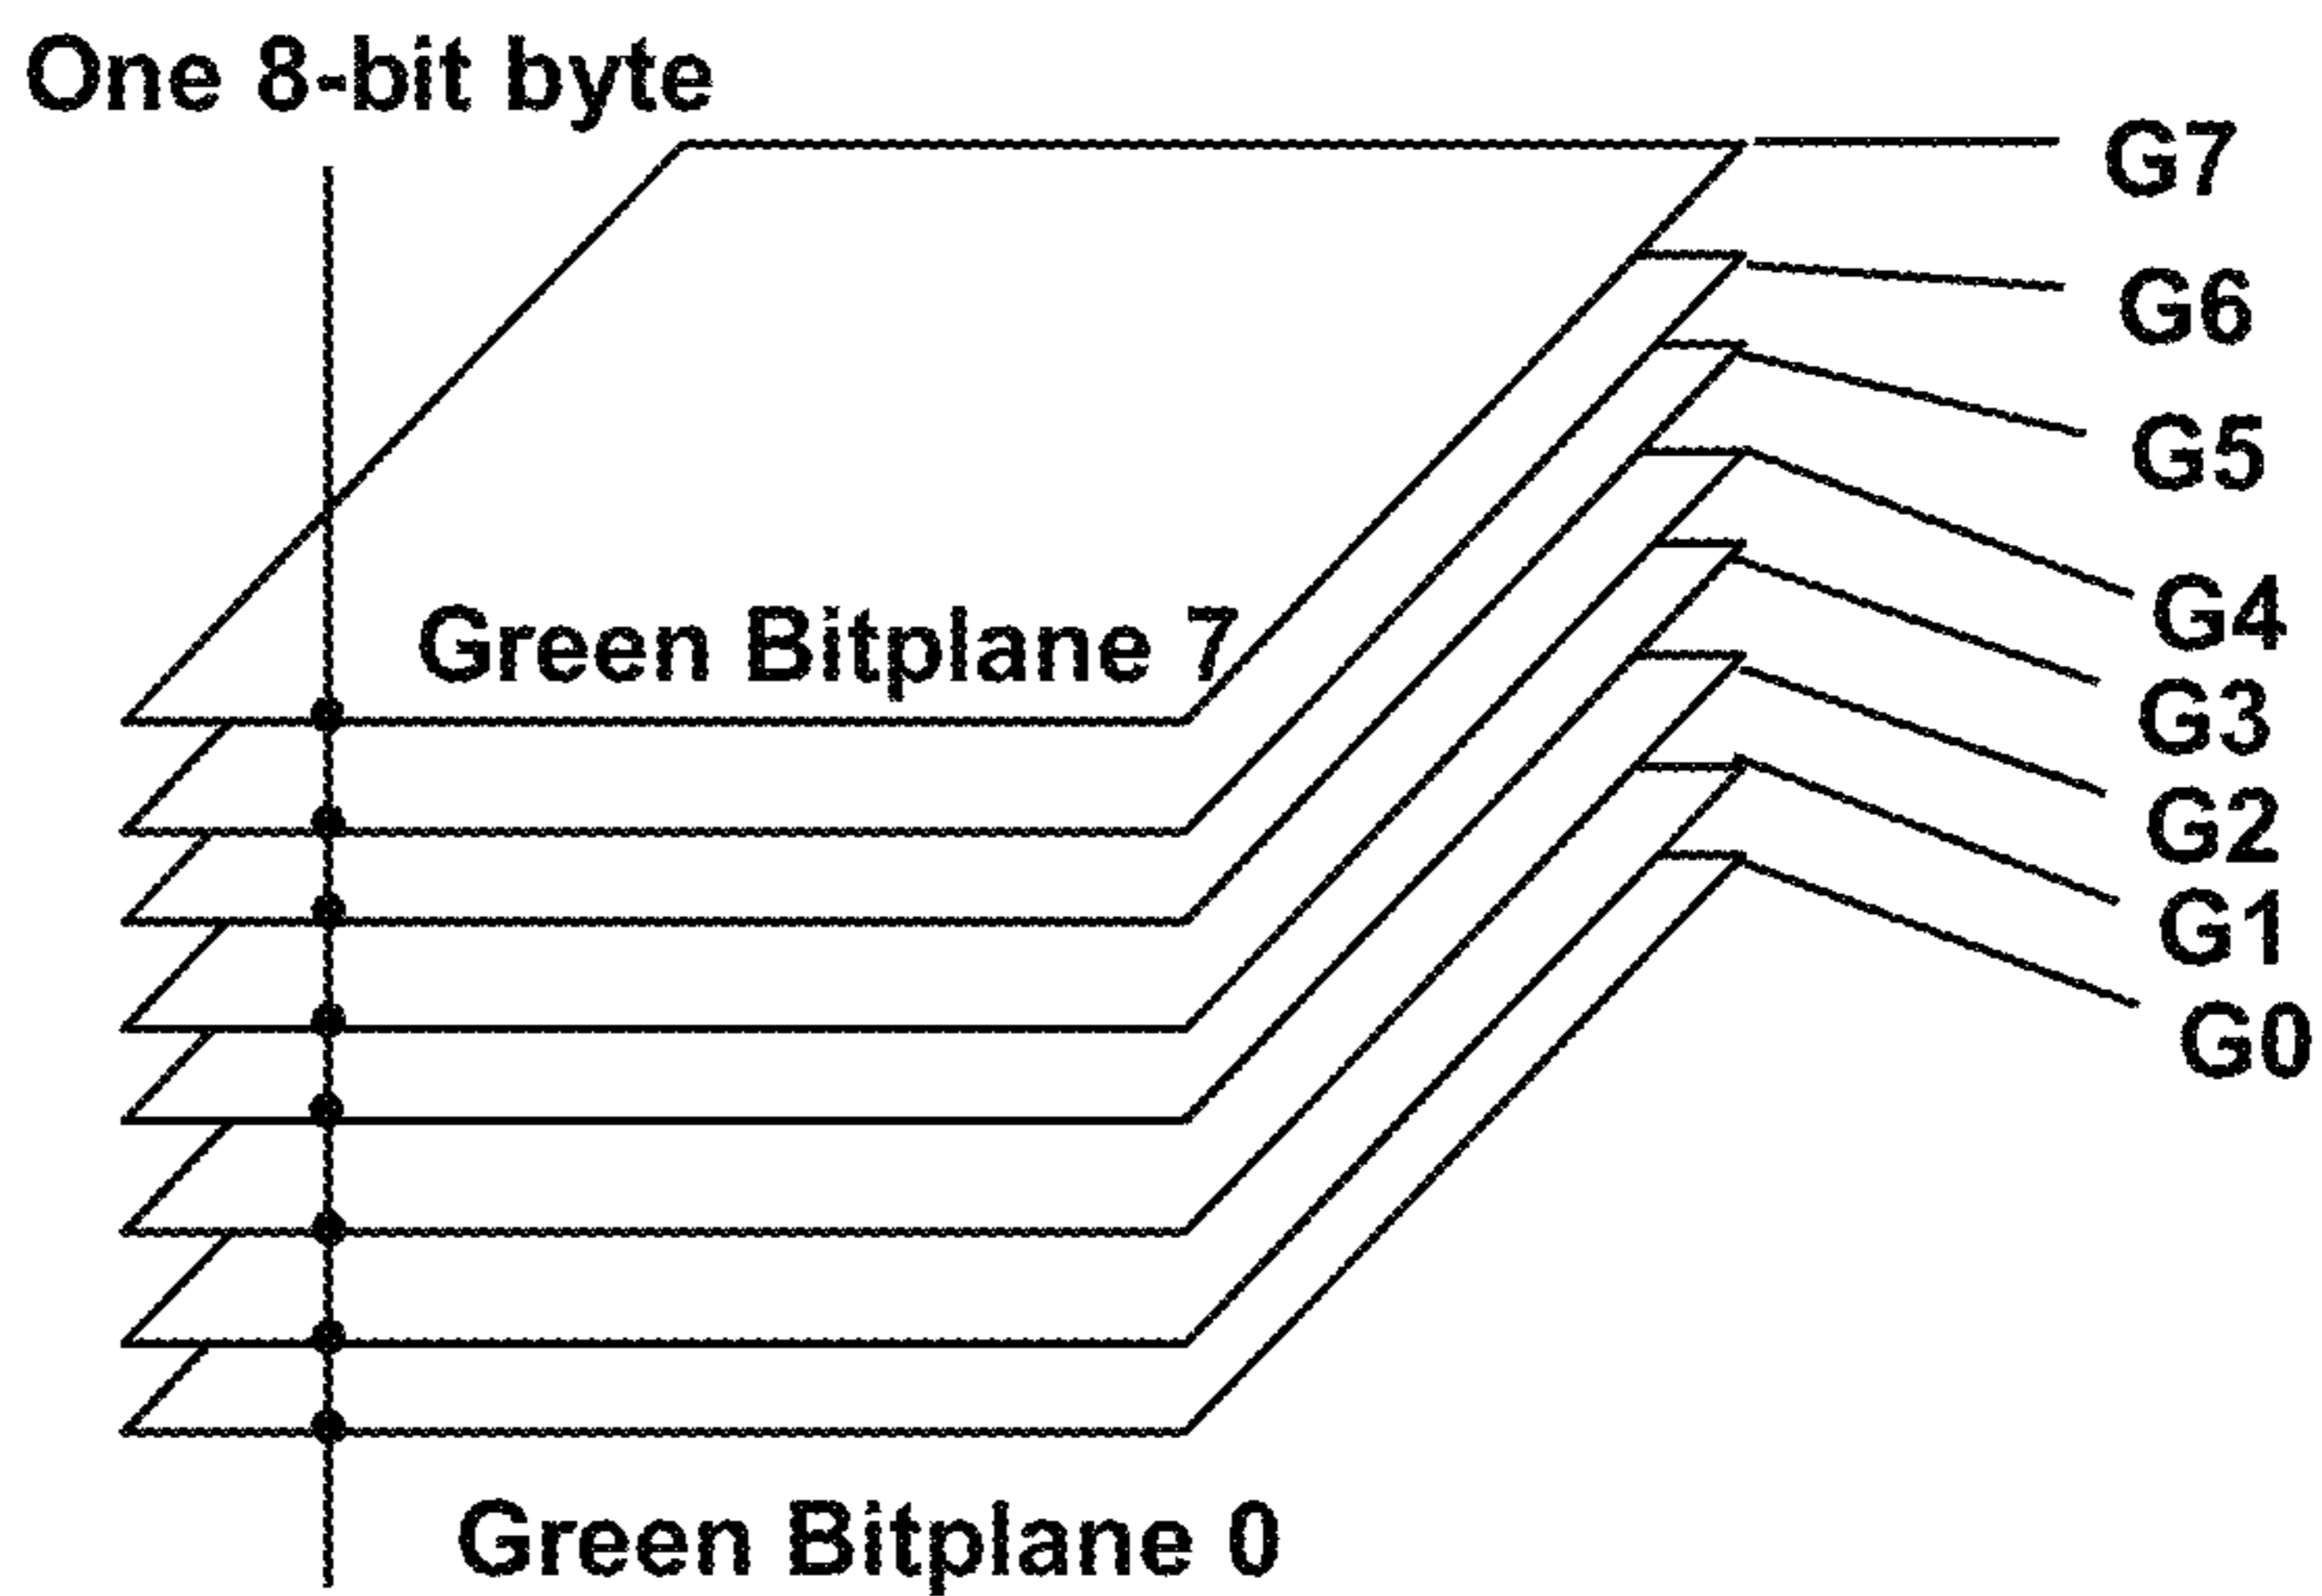 One 8-bit byte
G7
G6
G5
G4
Green Bitplane 7
G3
G2
G1
G0
Green Bitplane 0